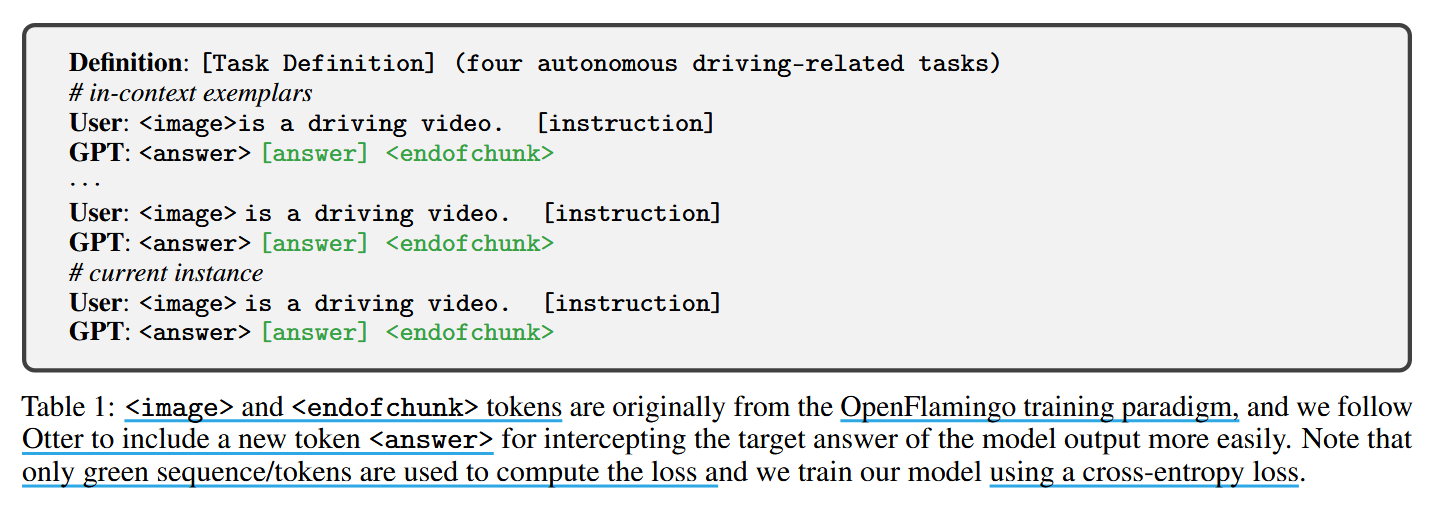 Definition: [Task Definition] (four autonomous driving-related tasks)
# in-context exemplars
User: <image>is a driving video. [instruction]
GPT: <answer> [answer] <endofchunk>
...
User: <image> is a driving video. [instruction]
GPT: <answer> [answer] <endofchunk>
# current instance
User: <image> is a driving video. [instruction]
GPT: <answer> [answer] <endofchunk>
Table 1: <image> and <endofchunk> tokens are originally from the OpenFlamingo training paradigm, and we follow
Otter to include a new token <answer> for intercepting the target answer of the model output more easily. Note that
only green sequence/tokens are used to compute the loss and we train our model using a cross-entropy loss.